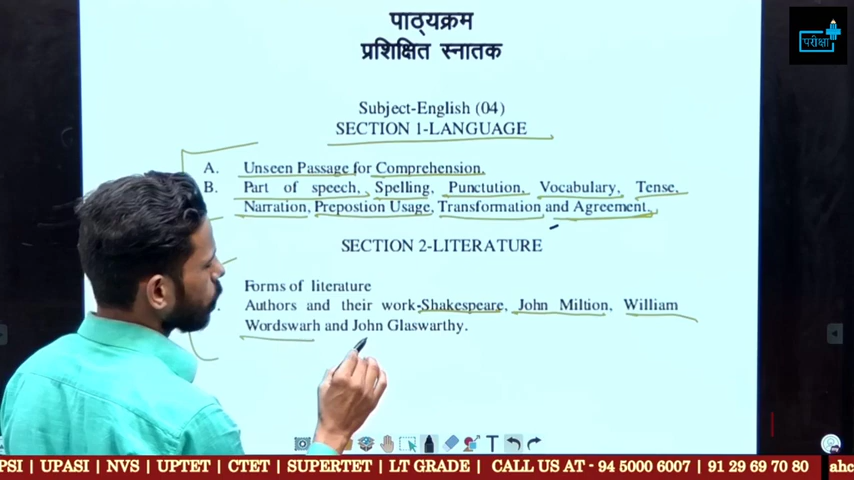 पाठ्यक्रम
प्रशिक्षित स्नातक
परीक्षा
Subject-English (04)
SECTION 1-LANGUAGE
A. Unseen Passage for Comprehension.
B. Part of speech, Spelling, Punctution, Vocabulary, Tense,
Narration, Prepostion Usage, Transformation and Agreement.
SECTION 2-LITERATURE
Forms of literature
Authors and their work-Shakespeare, John Miltion, William
Wordswarh and John Glaswarthy.
PSI | UPASI | NVS | UPTET | CTET | SUPERTET | LT GRADE | CALL US AT - 94 5000 6007 | 91 29 69 70 80 ahc